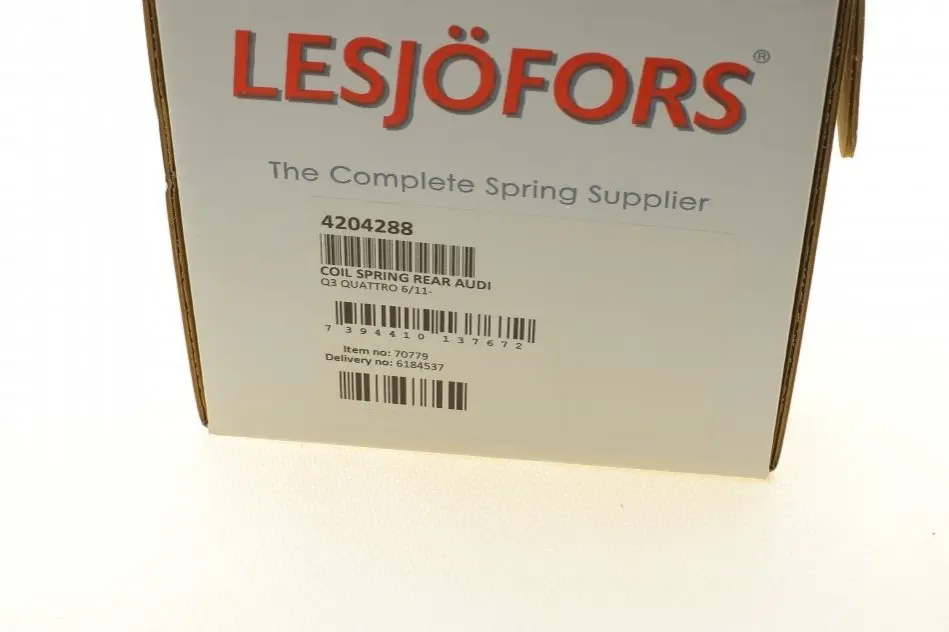 LESJÖFORS®
The Complete Spring Supplier
4204288
COIL SPRING REAR AUDI
Q3 QUATTRO 6/11-
7 394410 137672
Item no: 70779
Delivery no: 6184537